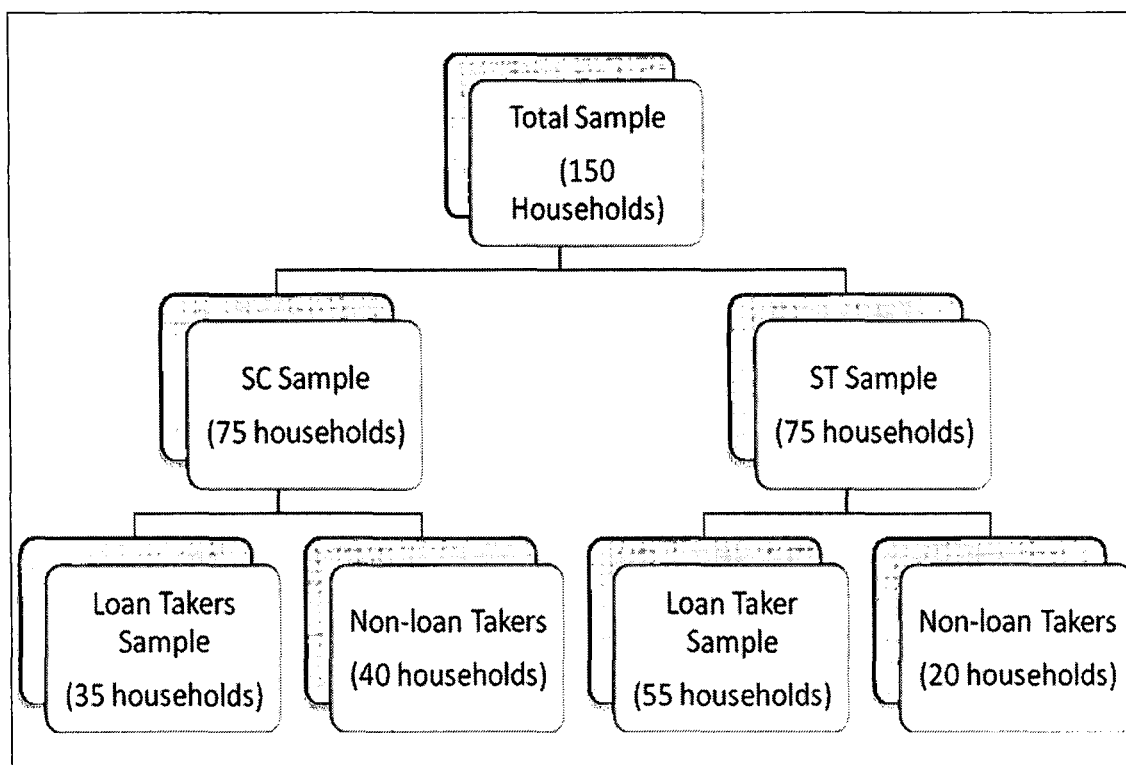 Total Sample
(150
Households)
SC Sample
(75 households)
ST Sample
(75 households)
Loan Takers
Sample
(35 households)
Non-loan Takers
(40 households)
Loan Taker
Sample
(55 households)
Non-loan Takers
(20 households)